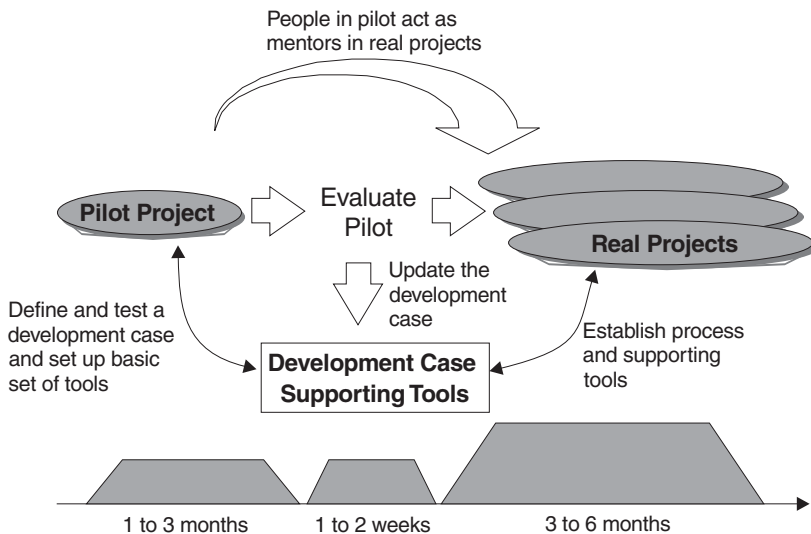 People in pilot act as
mentors in real projects
Pilot Project
Evaluate
Pilot
Real Projects
Update the
development
case
Define and test a
development case
and set up basic
set of tools
Development Case
Supporting Tools
Establish process
and supporting
tools
1 to 3 months
1 to 2 weeks
3 to 6 months